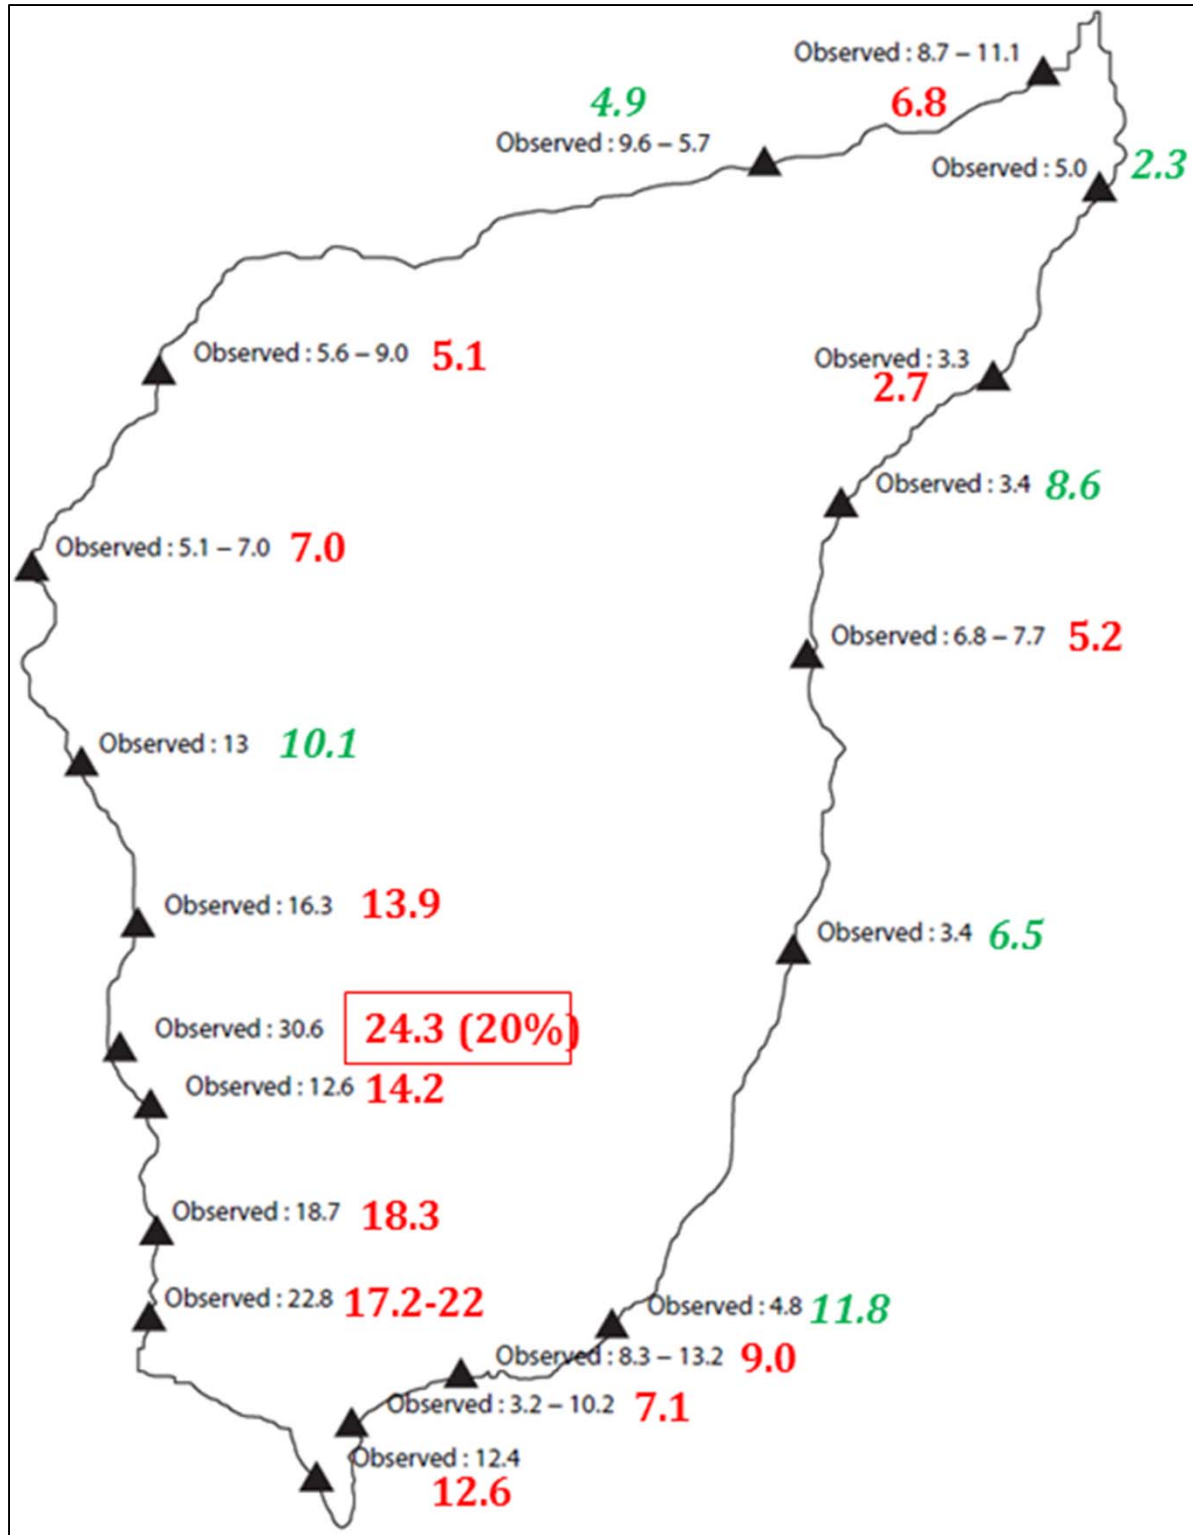 Observed : 8.7 – 11.1
6.8
4.9
Observed : 9.6 – 5.7
Observed : 5.0 2.3
Observed : 5.6 – 9.0 5.1
Observed : 3.3
2.7
Observed : 3.4 8.6
Observed : 5.1 – 7.0 7.0
Observed : 6.8 – 7.7 5.2
Observed : 13 10.1
Observed : 16.3 13.9
Observed : 3.4 6.5
Observed : 30.6 24.3 (20%)
Observed : 12.6 14.2
Observed : 18.7 18.3
Observed : 22.8 17.2-22
Observed : 4.8 11.8
Observed : 8.3 – 13.2 9.0
Observed : 3.2 – 10.2 7.1
Observed : 12.4
12.6